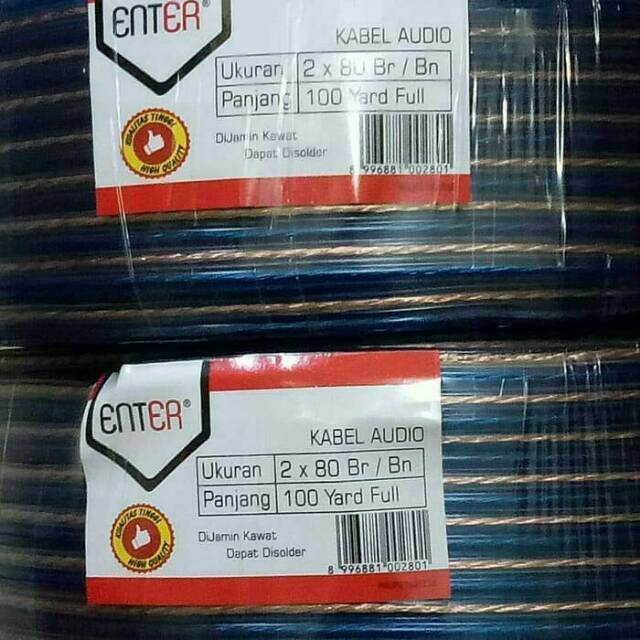 ENTER®
KABEL AUDIO
Ukuran 2 x 80 Br / Bn
Panjang 100 Yard Full
KUALITAS TINGGI
HIGH QUALITY
DiJamin Kawat
Dapat Disolder
8 996881 002801
ENTER®
KABEL AUDIO
Ukuran 2 x 80 Br / Bn
Panjang 100 Yard Full
KUALITAS TINGGI
HIGH QUALITY
DiJamin Kawat
Dapat Disolder
8 996881 002801